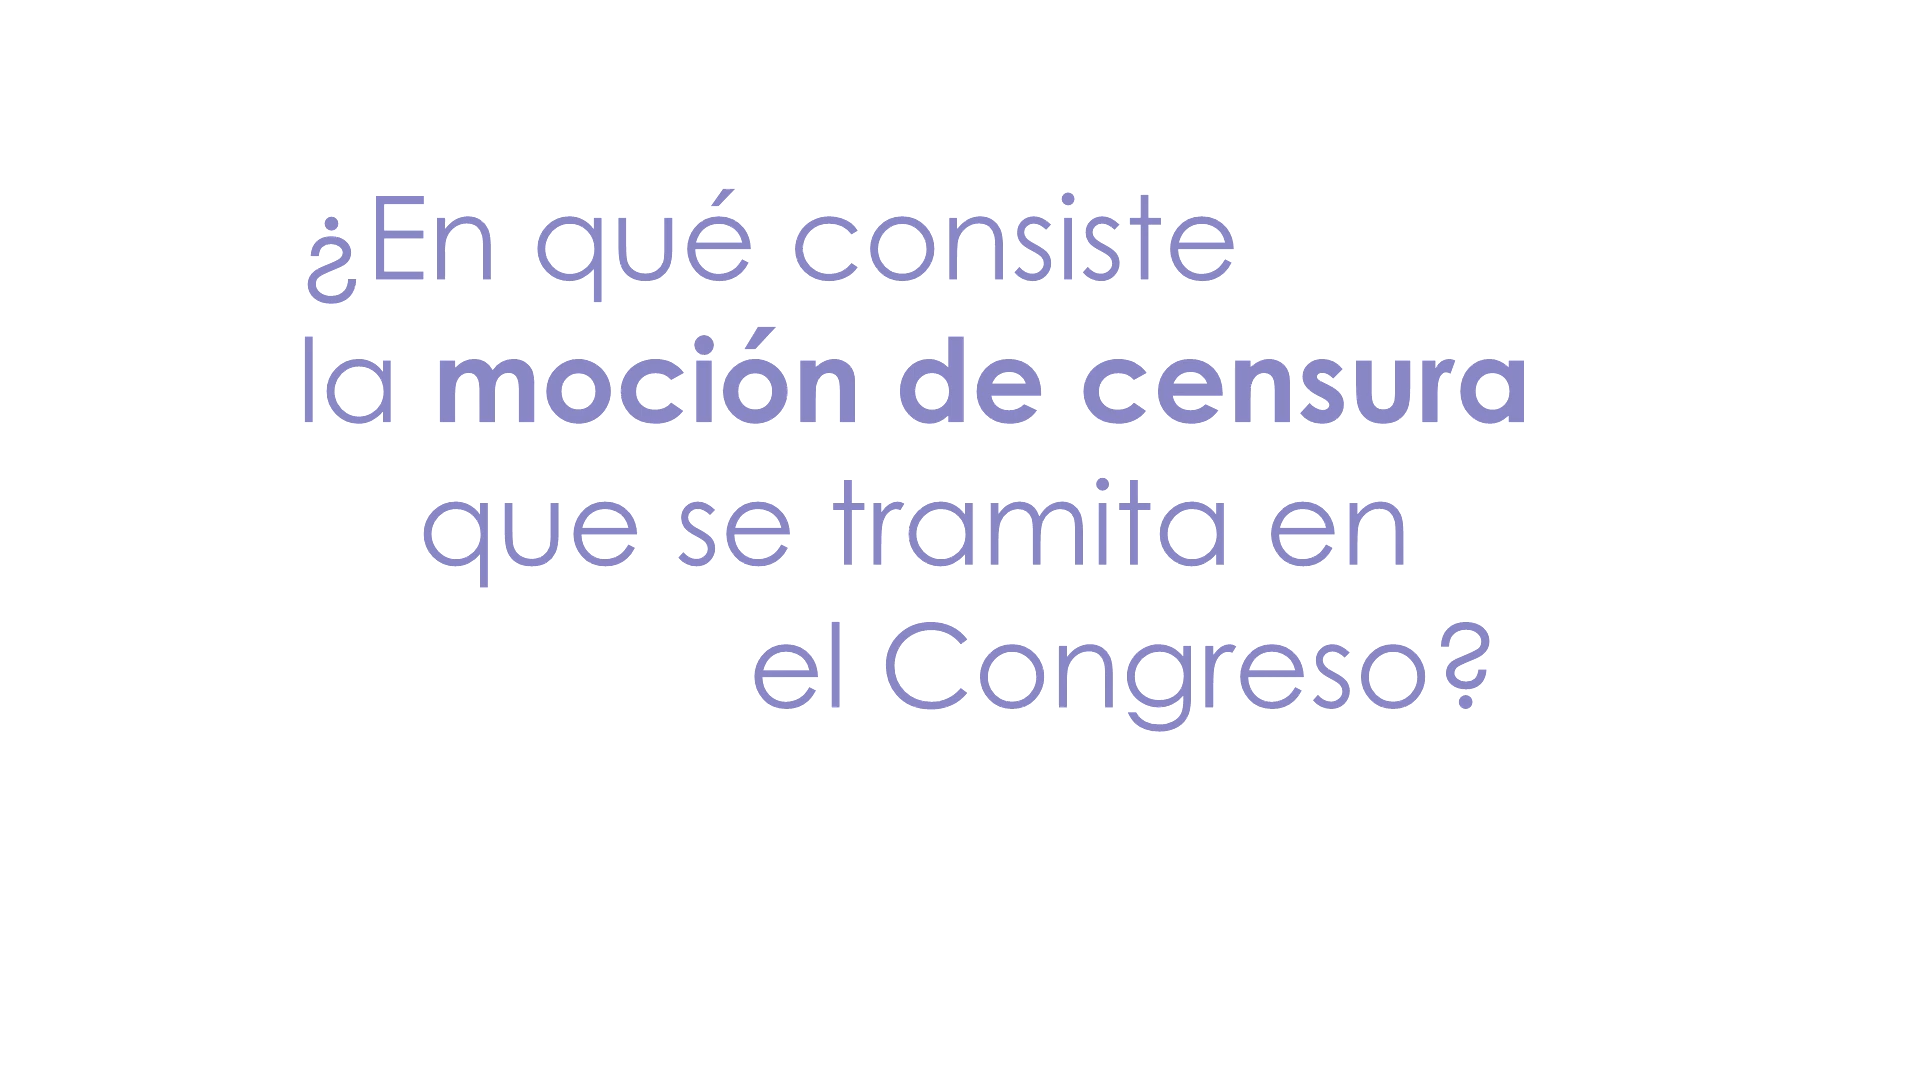 ¿En qué consiste
la moción de censura
que se tramita en
el Congreso?